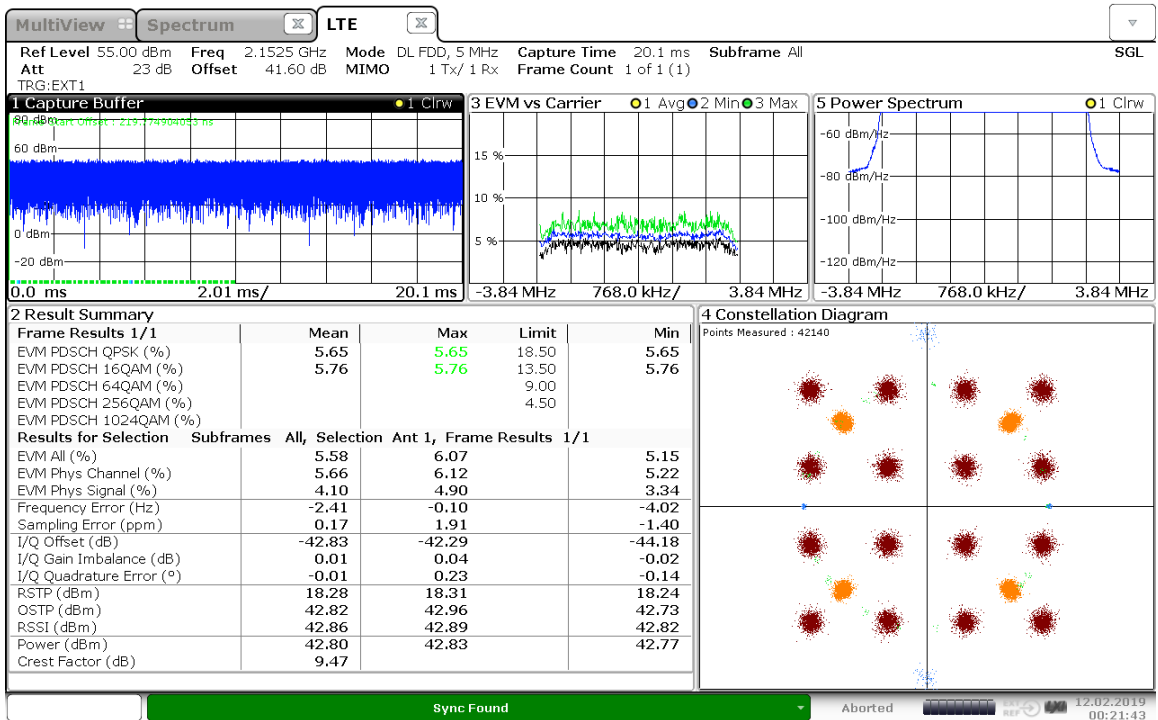 MultiView Spectrum LTE
Ref Level 55.00 dBm Freq 2.1525 GHz Mode DL FDD, 5 MHz Capture Time 20.1 ms Subframe All SGL
Att 23 dB Offset 41.60 dB MIMO 1 Tx/ 1 Rx Frame Count 1 of 1 (1)
TRG:EXT1
1 Capture Buffer 1 Clrw
80 dBm
60 dBm
0 dBm
-20 dBm
0.0 ms 2.01 ms/ 20.1 ms
3 EVM vs Carrier 1 Avg 2 Min 3 Max
15 %
10 %
5 %
-3.84 MHz 768.0 kHz/ 3.84 MHz
5 Power Spectrum 1 Clrw
-60 dBm/Hz
-80 dBm/Hz
-100 dBm/Hz
-120 dBm/Hz
-3.84 MHz 768.0 kHz/ 3.84 MHz
2 Result Summary
Frame Results 1/1 Mean Max Limit Min
EVM PDSCH QPSK (%) 5.65 5.65 18.50 5.65
EVM PDSCH 16QAM (%) 5.76 5.76 13.50 5.76
EVM PDSCH 64QAM (%) 9.00
EVM PDSCH 256QAM (%) 4.50
EVM PDSCH 1024QAM (%)
Results for Selection Subframes All, Selection Ant 1, Frame Results 1/1
EVM All (%) 5.58 6.07 5.15
EVM Phys Channel (%) 5.66 6.12 5.22
EVM Phys Signal (%) 4.10 4.90 3.34
Frequency Error (Hz) -2.41 -0.10 -4.02
Sampling Error (ppm) 0.17 1.91 -1.40
I/Q Offset (dB) -42.83 -42.29 -44.18
I/Q Gain Imbalance (dB) 0.01 0.04 -0.02
I/Q Quadrature Error (°) -0.01 0.23 -0.14
RSTP (dBm) 18.28 18.31 18.24
OSTP (dBm) 42.82 42.96 42.73
RSSI (dBm) 42.86 42.89 42.82
Power (dBm) 42.80 42.83 42.77
Crest Factor (dB) 9.47
4 Constellation Diagram
Points Measured : 42140
Sync Found Aborted 12.02.2019
00:21:43